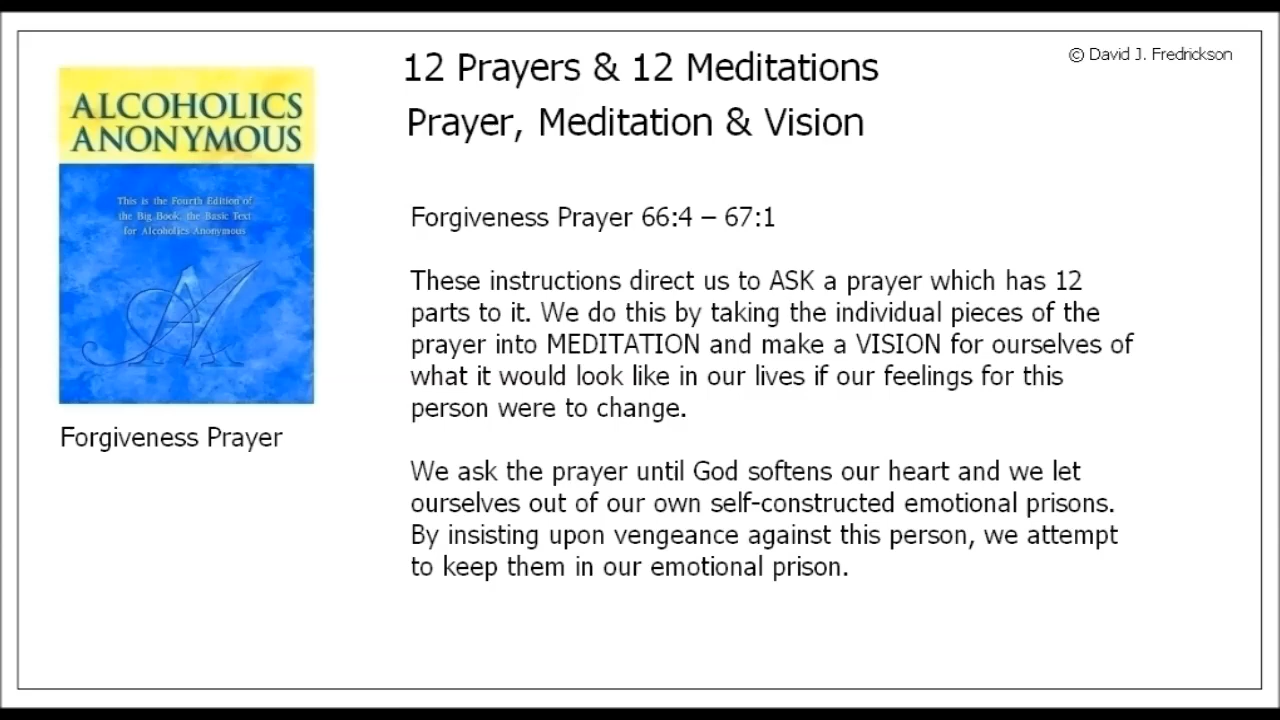 © David J. Fredrickson
12 Prayers & 12 Meditations
Prayer, Meditation & Vision
ALCOHOLICS
ANONYMOUS
This is the Fourth Edition of
the Big Book, the Basic Text
for Alcoholics Anonymous
AA
Forgiveness Prayer
Forgiveness Prayer 66:4 – 67:1
These instructions direct us to ASK a prayer which has 12
parts to it. We do this by taking the individual pieces of the
prayer into MEDITATION and make a VISION for ourselves of
what it would look like in our lives if our feelings for this
person were to change.
We ask the prayer until God softens our heart and we let
ourselves out of our own self-constructed emotional prisons.
By insisting upon vengeance against this person, we attempt
to keep them in our emotional prison.